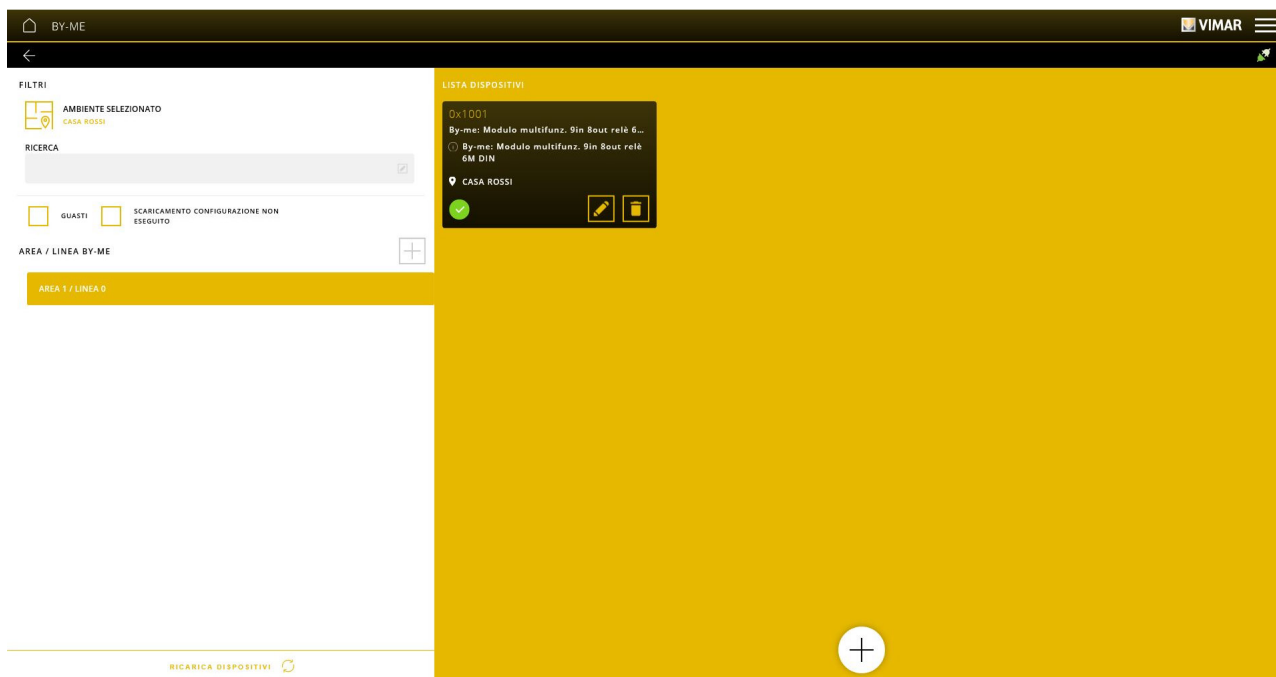 BY-ME
VIMAR
FILTRI
AMBIENTE SELEZIONATO
CASA ROSSI
RICERCA
GUASTI
SCARICAMENTO CONFIGURAZIONE NON
ESEGUITO
AREA / LINEA BY-ME
AREA 1 / LINEA 0
RICARICA DISPOSITIVI
LISTA DISPOSITIVI
0x1001
By-me: Modulo multifunz. 9in 8out relè 6...
By-me: Modulo multifunz. 9in 8out relè
6M DIN
CASA ROSSI